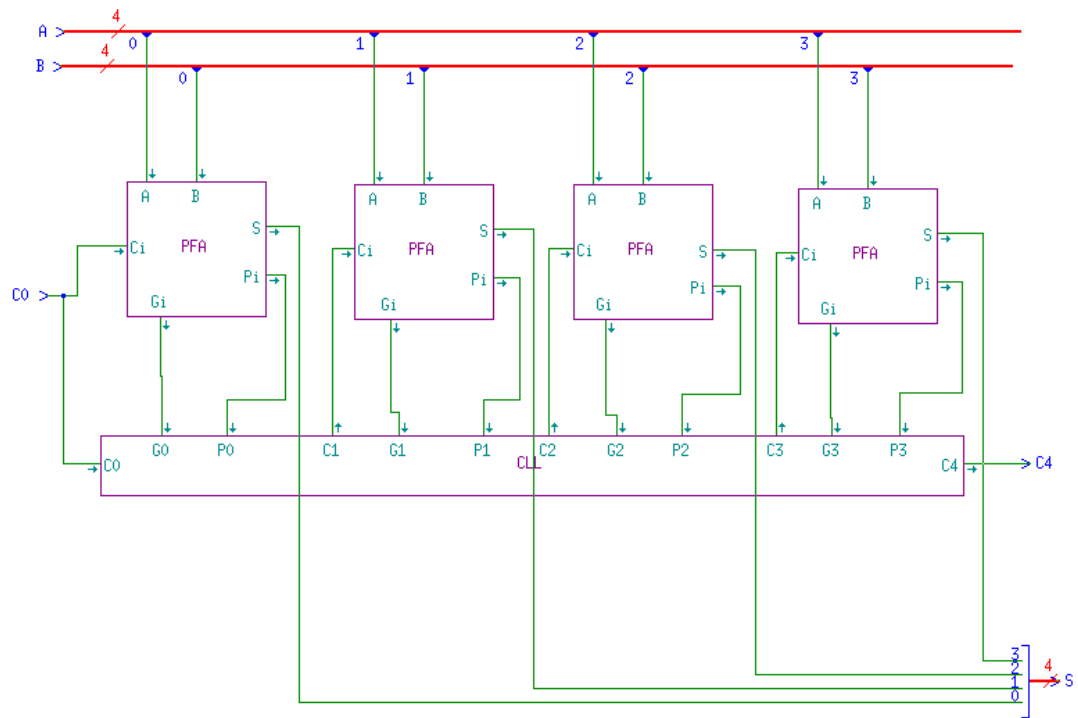 4
A
0 1 2 3
4
B
0 1 2 3
A B A B A B A B
S S S S
Ci PFA Ci PFA Ci PFA Ci PFA
Pi Pi Pi Pi
C0
Gi Gi Gi Gi
G0 P0 C1 G1 P1 C2 G2 P2 C3 G3 P3
C0 CLL C4 C4
3
2
1
0
4
S